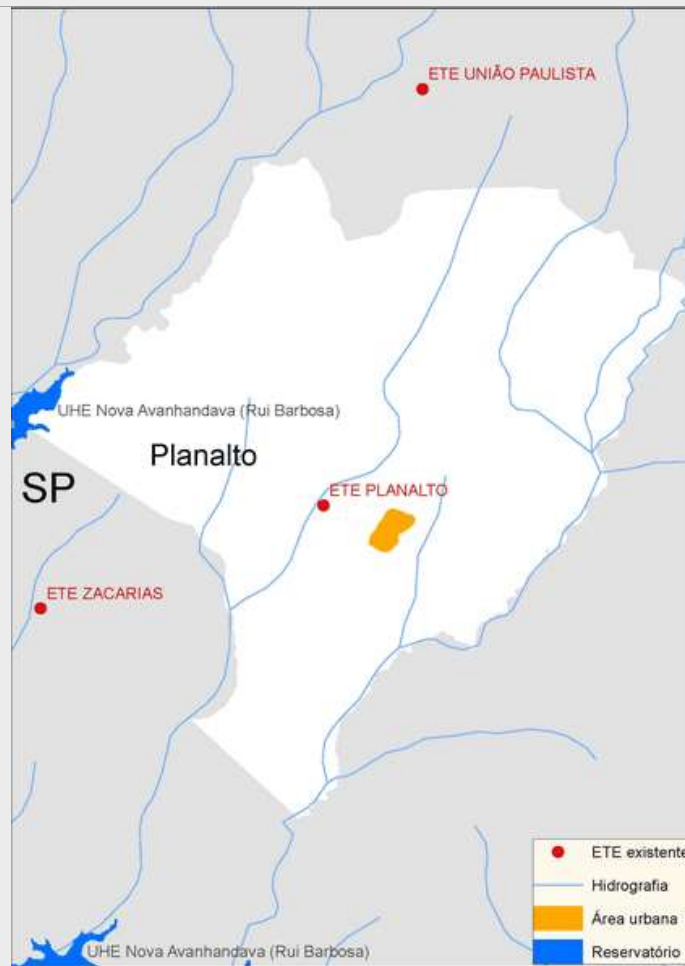 ETE UNIÃO PAULISTA
UHE Nova Avanhandava (Rui Barbosa)
Planalto
SP
ETE PLANALTO
ETE ZACARIAS
ETE existente
Hidrografia
Área urbana
Reservatório
UHE Nova Avanhandava (Rui Barbosa)